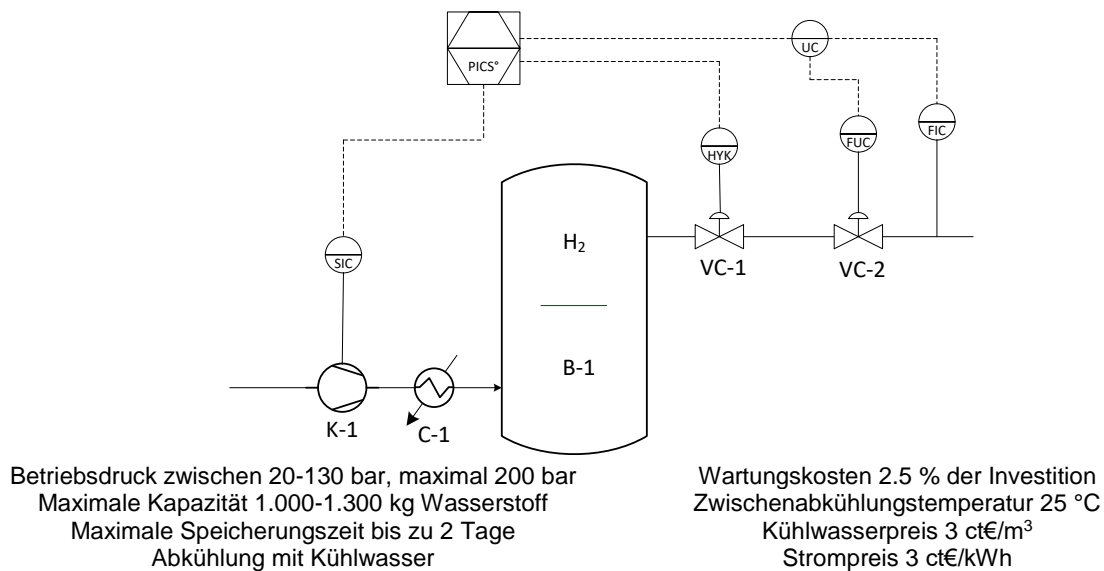 PICS°
UC
HYK
FUC
FIC
SIC
H2
B-1
VC-1
VC-2
K-1
C-1
Betriebsdruck zwischen 20-130 bar, maximal 200 bar
Maximale Kapazität 1.000-1.300 kg Wasserstoff
Maximale Speicherungszeit bis zu 2 Tage
Abkühlung mit Kühlwasser
Wartungskosten 2.5 % der Investition
Zwischenabkühlungstemperatur 25 °C
Kühlwasserpreis 3 ct€/m³
Strompreis 3 ct€/kWh